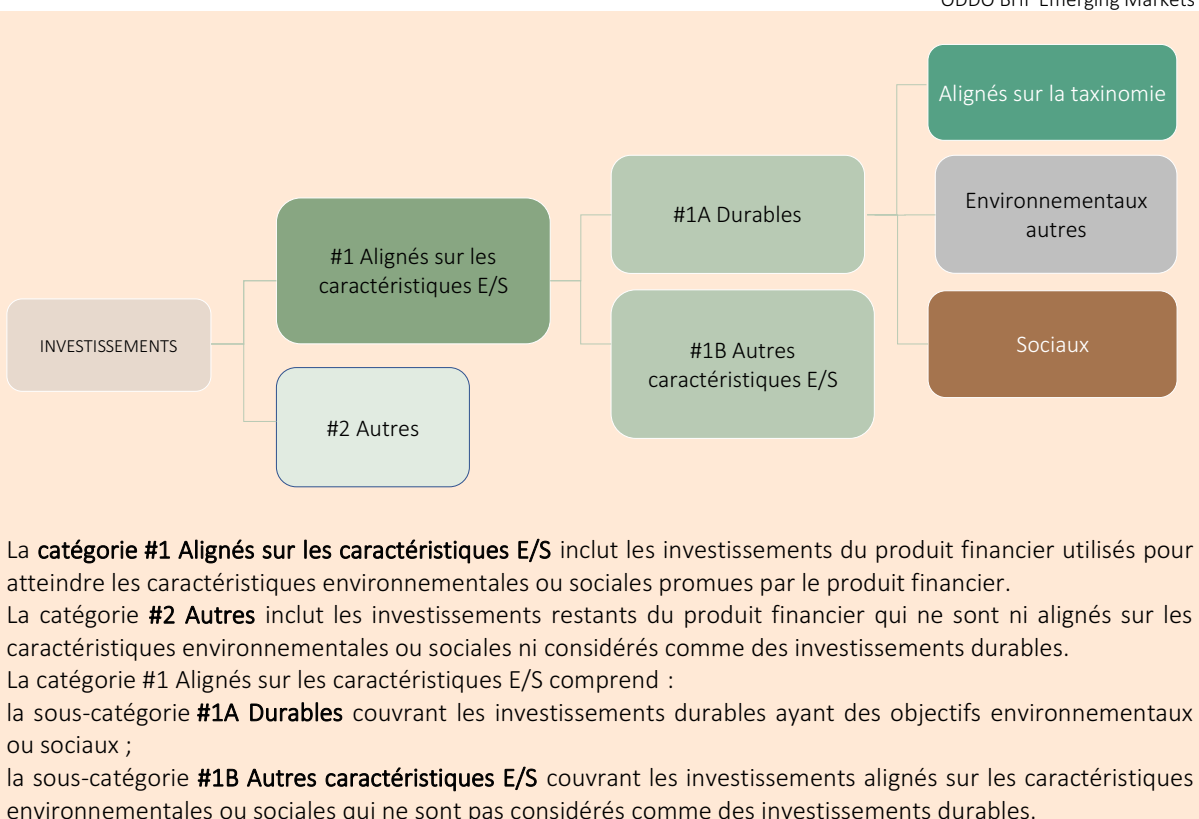 ODDO BHF Emerging Markets
Alignés sur la taxinomie
#1A Durables
Environnementaux
autres
#1 Alignés sur les
caractéristiques E/S
INVESTISSEMENTS
#1B Autres
caractéristiques E/S
Sociaux
#2 Autres
La catégorie #1 Alignés sur les caractéristiques E/S inclut les investissements du produit financier utilisés pour
atteindre les caractéristiques environnementales ou sociales promues par le produit financier.
La catégorie #2 Autres inclut les investissements restants du produit financier qui ne sont ni alignés sur les
caractéristiques environnementales ou sociales ni considérés comme des investissements durables.
La catégorie #1 Alignés sur les caractéristiques E/S comprend :
la sous-catégorie #1A Durables couvrant les investissements durables ayant des objectifs environnementaux
ou sociaux ;
la sous-catégorie #1B Autres caractéristiques E/S couvrant les investissements alignés sur les caractéristiques
environnementales ou sociales qui ne sont pas considérés comme des investissements durables.